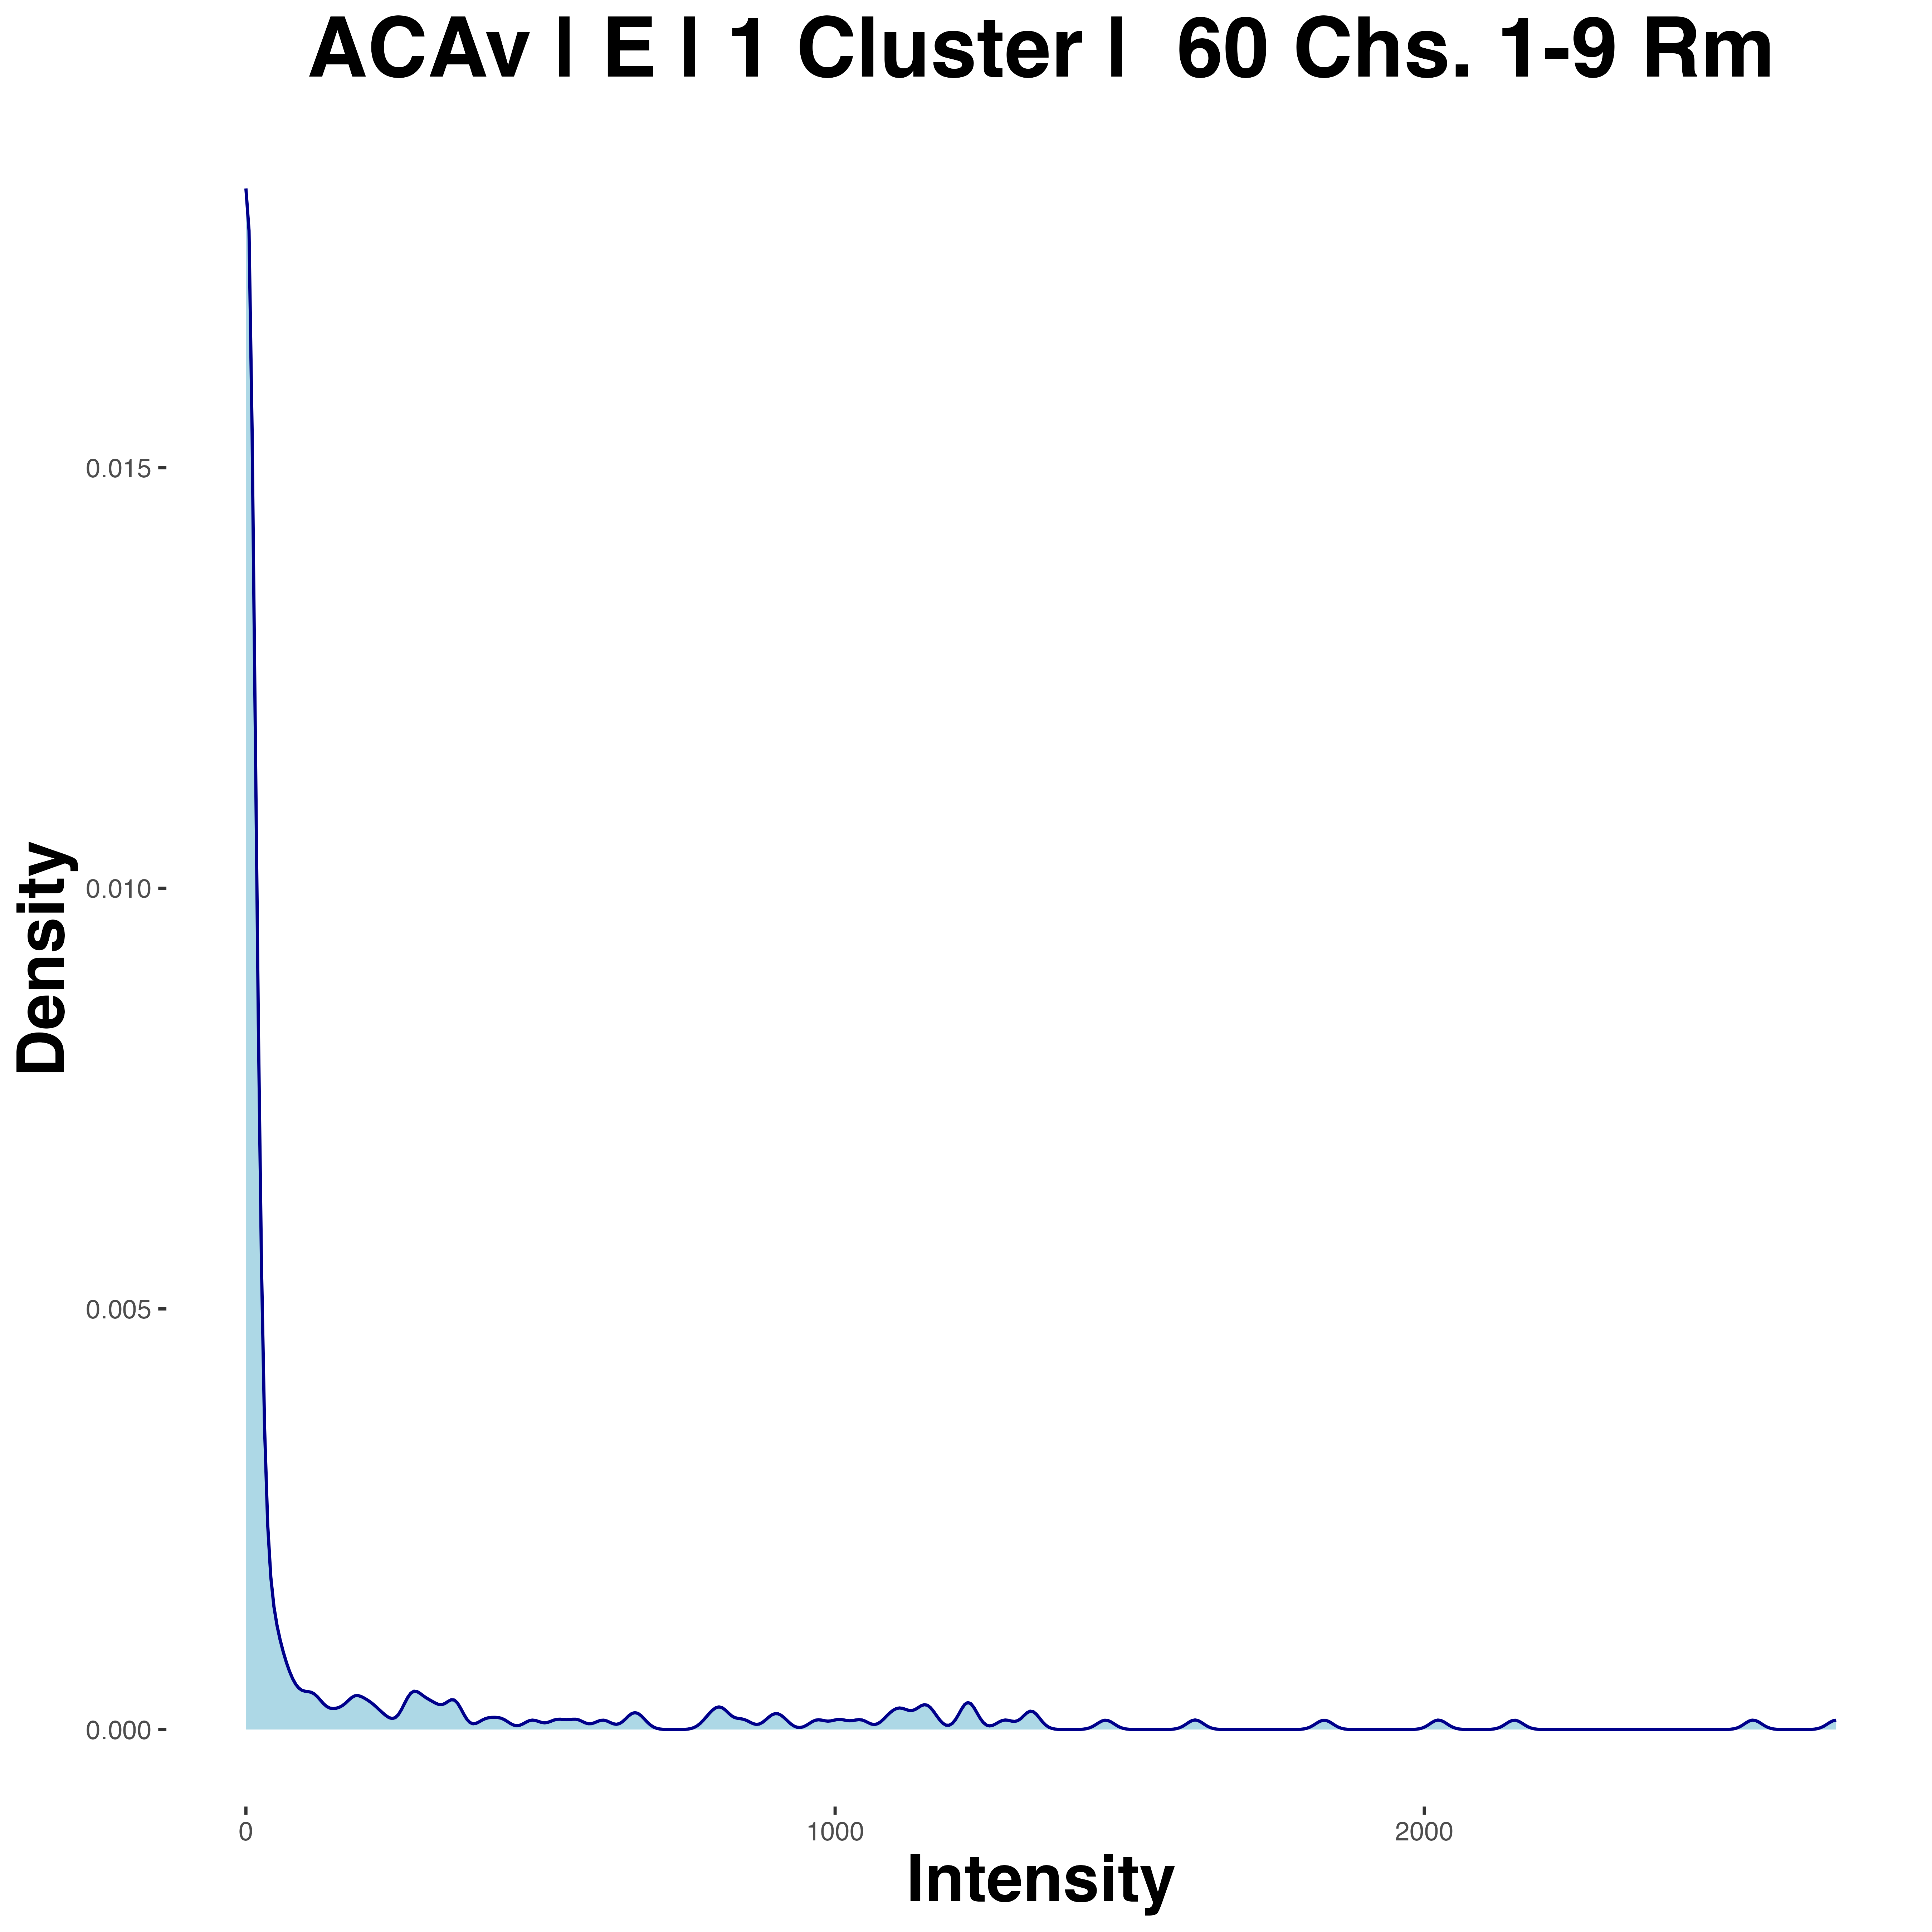 ACAv | E | 1 Cluster |  60 Chs. 1-9 Rm
0.015
0.010
0.005
0.000
Density
0
1000
2000
Intensity